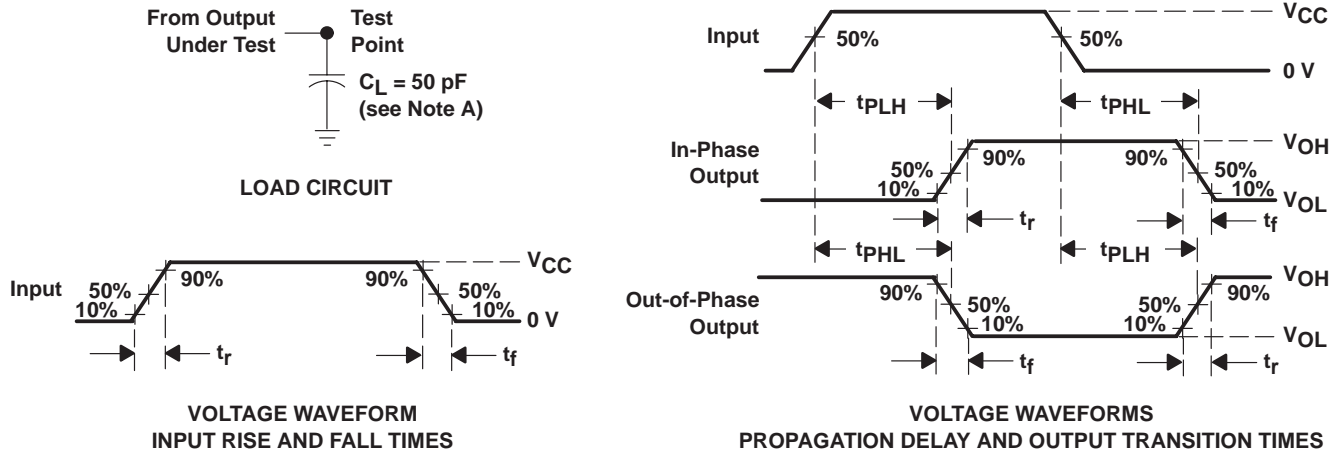 From Output
Under Test
Test
Point
CL = 50 pF
(see Note A)
LOAD CIRCUIT
Input
50%
10%
90%
90%
50%
10%
VCC
0 V
tr
tf
VOLTAGE WAVEFORM
INPUT RISE AND FALL TIMES
Input
50%
50%
VCC
0 V
tPLH
tPHL
In-Phase
Output
50%
10%
90%
90%
50%
10%
VOH
VOL
tr
tf
tPHL
tPLH
Out-of-Phase
Output
90%
50%
10%
50%
10%
90%
VOH
VOL
tf
tr
VOLTAGE WAVEFORMS
PROPAGATION DELAY AND OUTPUT TRANSITION TIMES